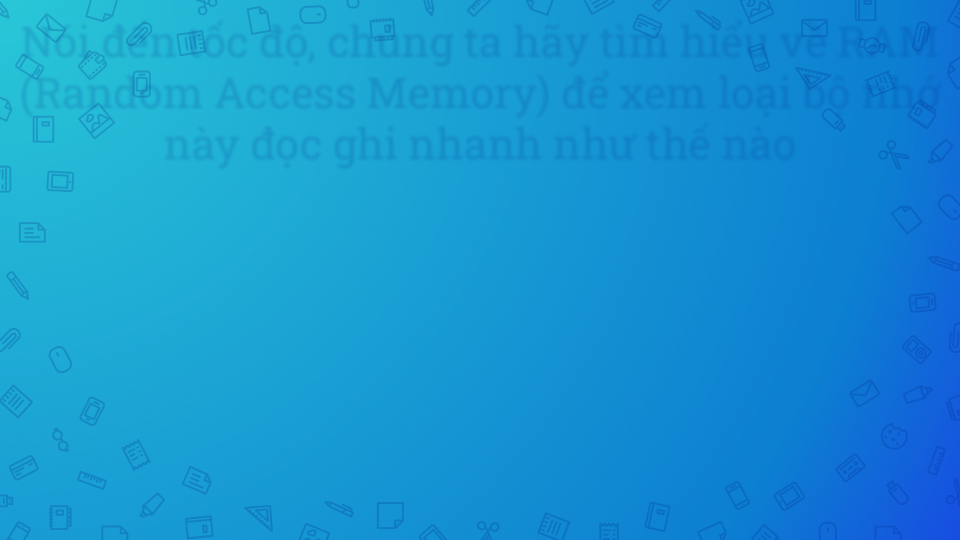 Nói đến tốc độ, chúng ta hãy tìm hiểu về RAM
(Random Access Memory) để xem loại bộ nhớ
này đọc ghi nhanh như thế nào